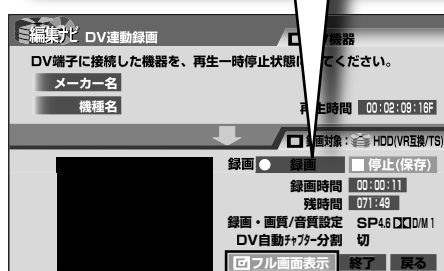 編集ナビ DV連動録画
機器
DV端子に接続した機器を、再生一時停止状態 てください。
メーカー名
機種名
再生時間 00:02:09:16F
録画対象: HDD(VR互換/TS)
録画 録画 停止(保存)
録画時間 00:00:11
残時間 071:49
録画・画質/音質設定 SP4.6 D/M1
DV自動チャプター分割 切
フル画面表示 終了 戻る